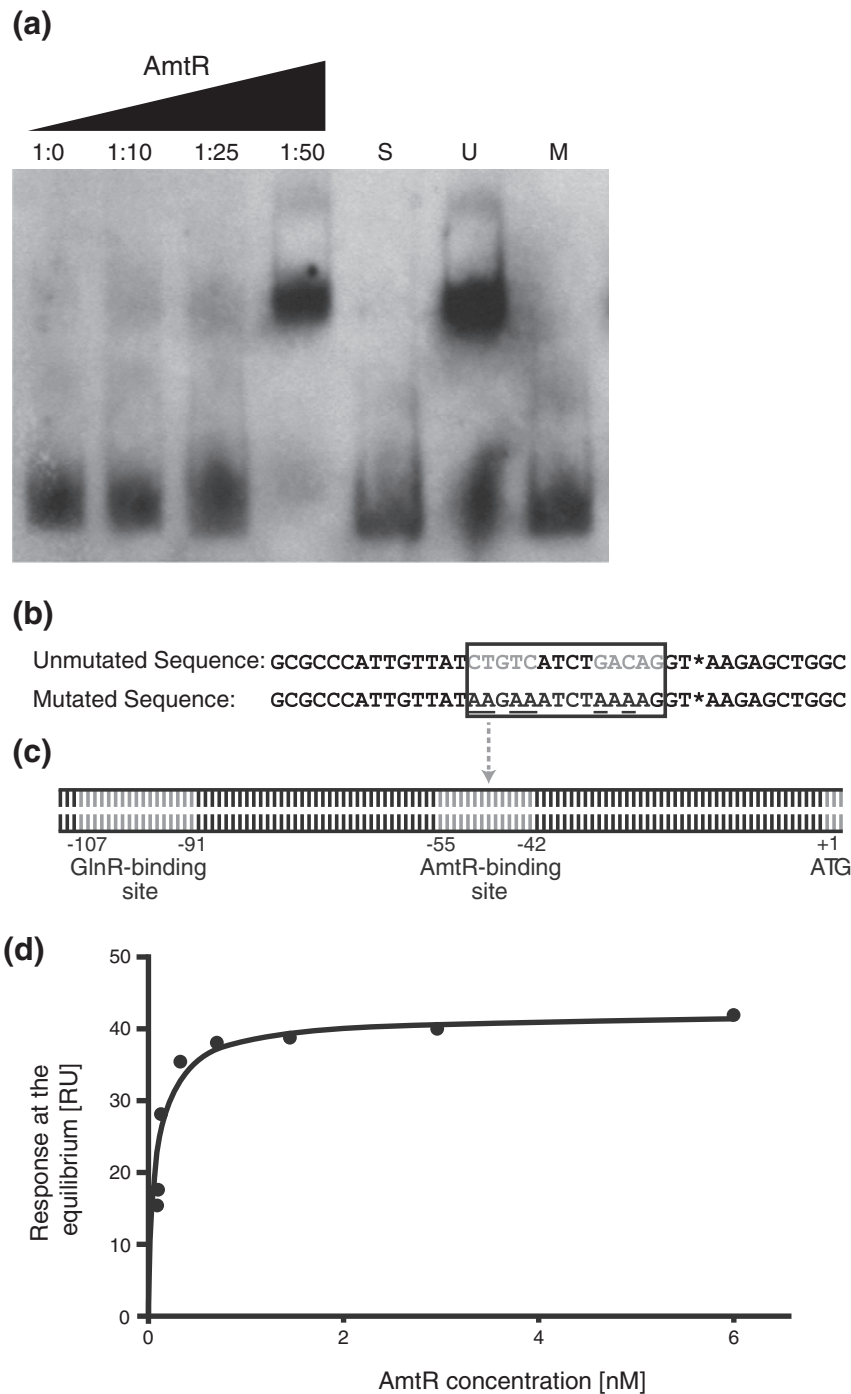 (a)
AmtR
1:0 1:10 1:25 1:50 S U M
(b)
Unmutated Sequence: GCGCCCATTGTTATCTGTCATCTGACAGGT*AAGAGCTGGC
Mutated Sequence: GCGCCCATTGTTATAAGAAATCTAAAAGGT*AAGAGCTGGC
(c)
-107 -91 -55 -42 +1
GlnR-binding AmtR-binding ATG
site site
(d)
50
40
30
20
10
0
Response at the
equilibrium [RU]
0 2 4 6
AmtR concentration [nM]